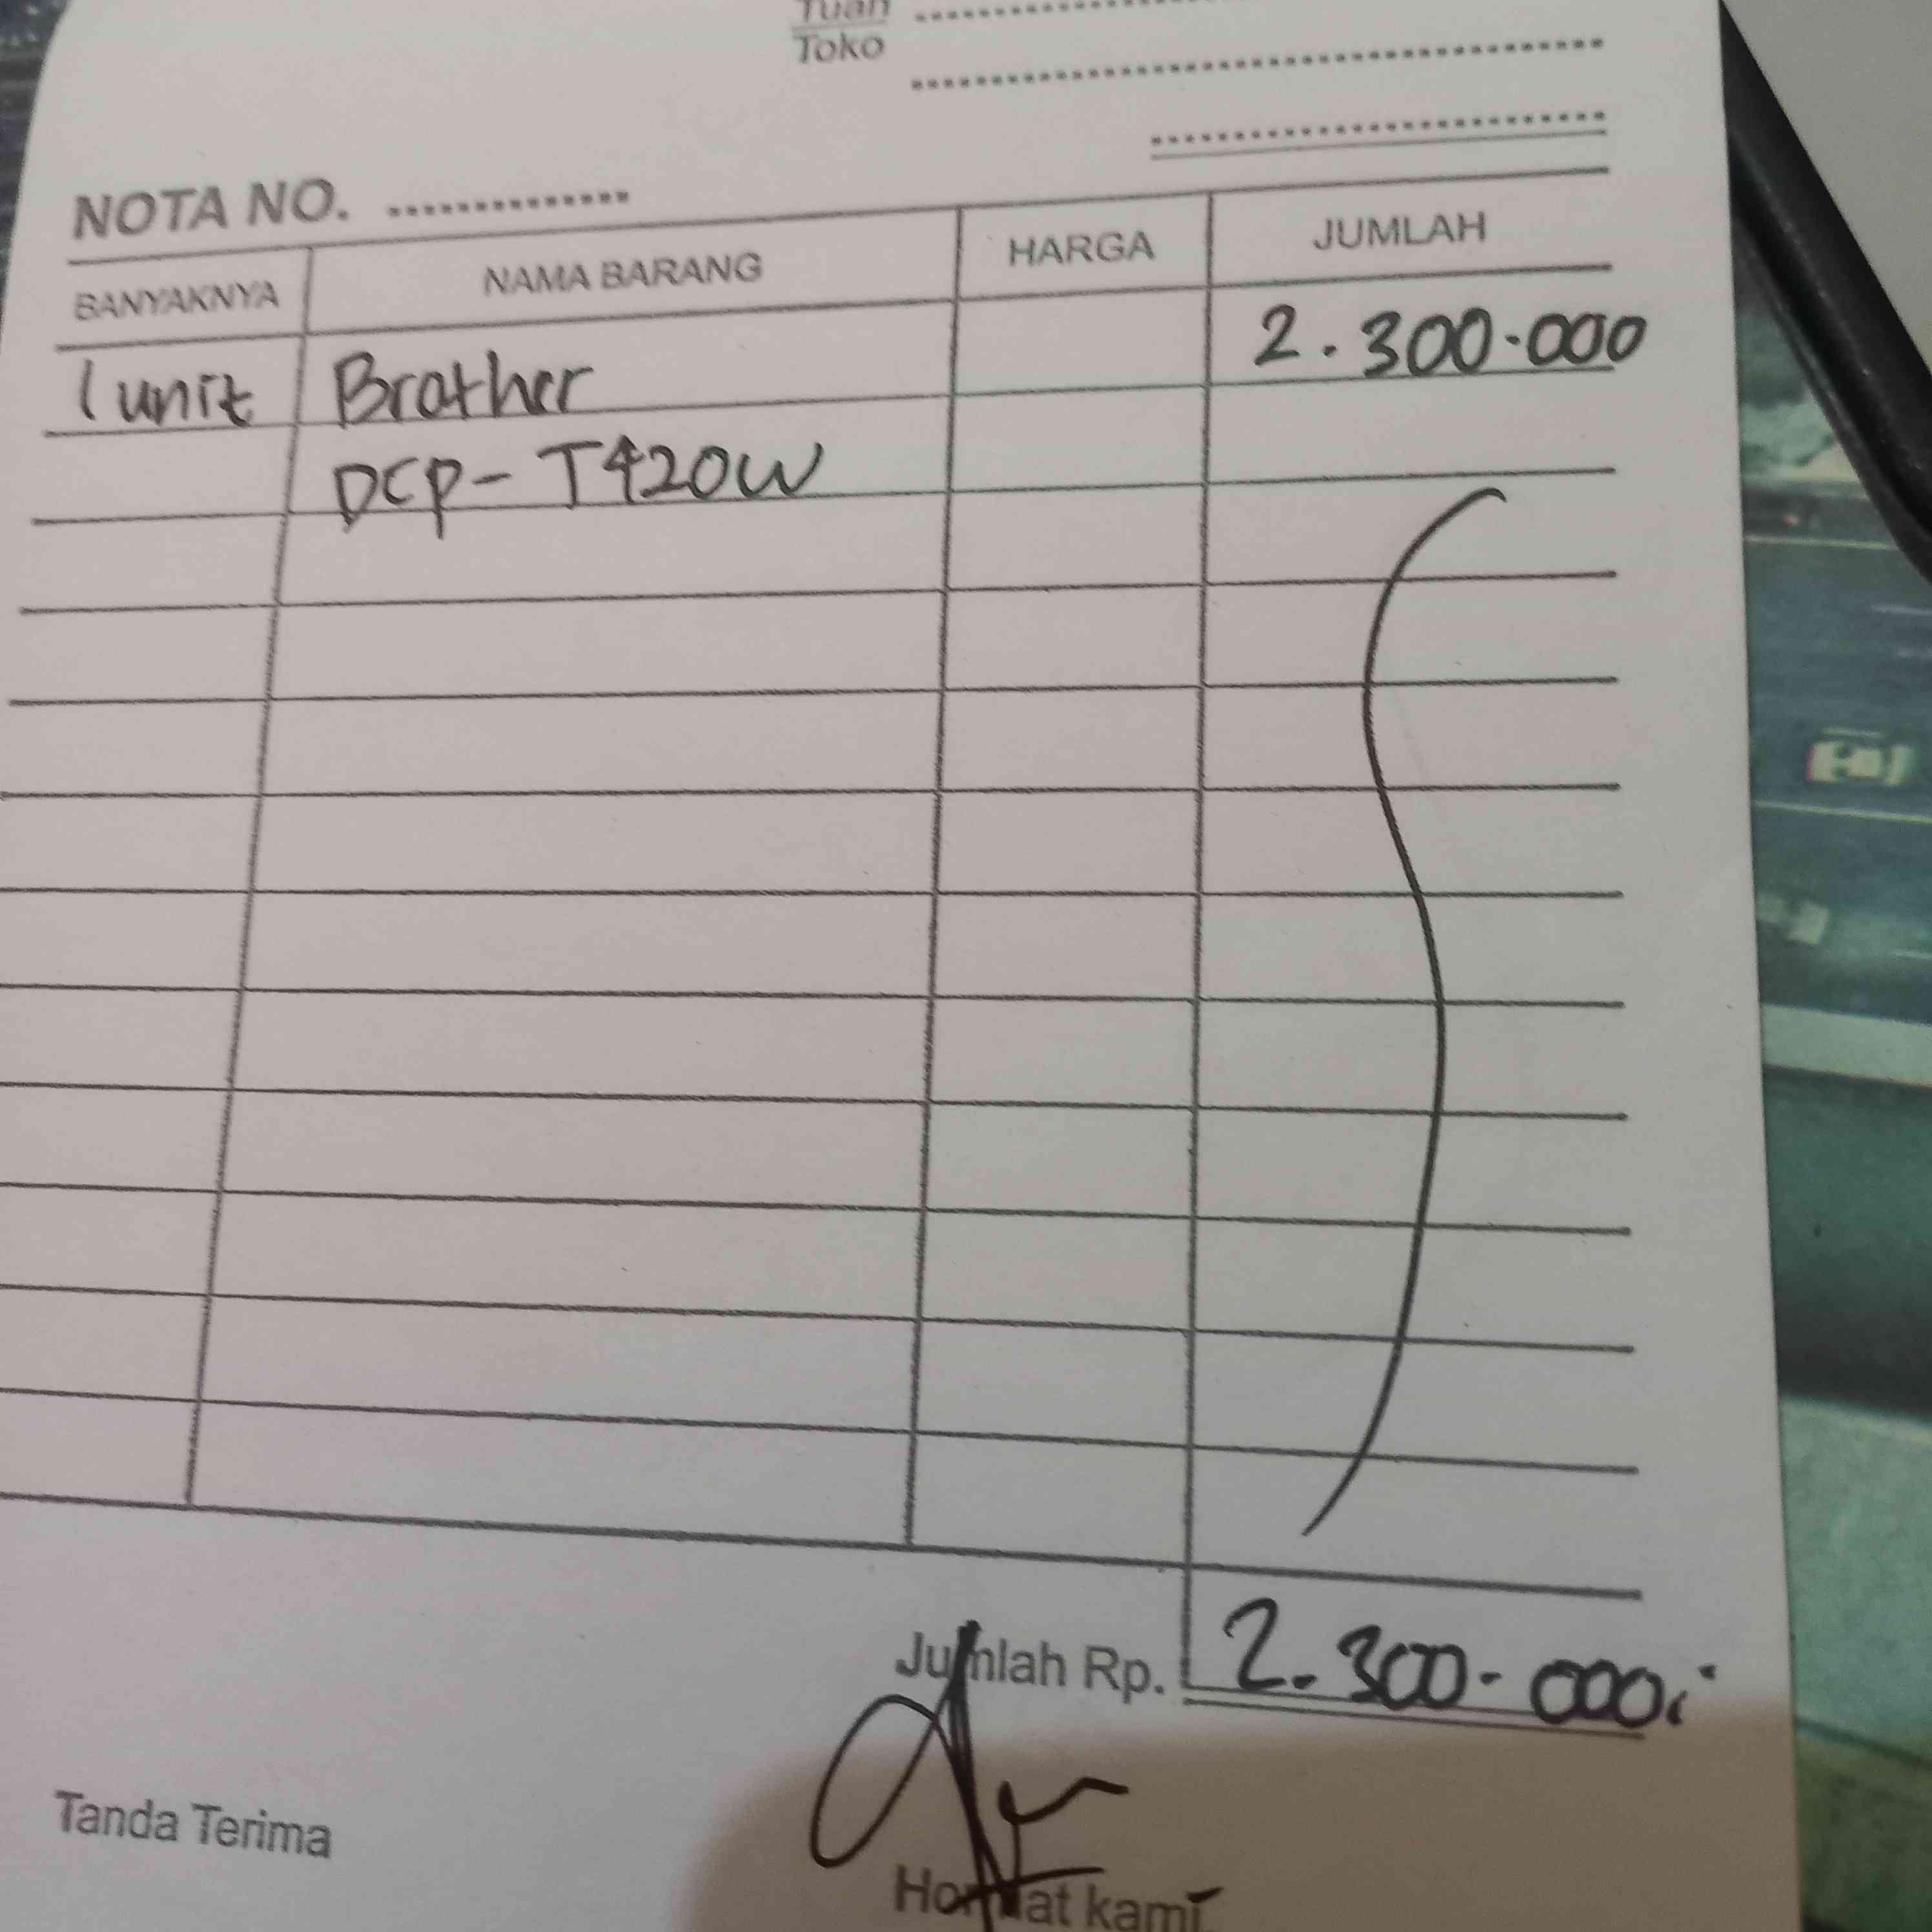 Tuan
Toko
NOTA NO.
BANYAKNYA NAMA BARANG HARGA JUMLAH
1 unit Brother 2.300.000
DCP- T420W
Jumlah Rp. 2.300-000,-
Tanda Terima
Hormat kami,